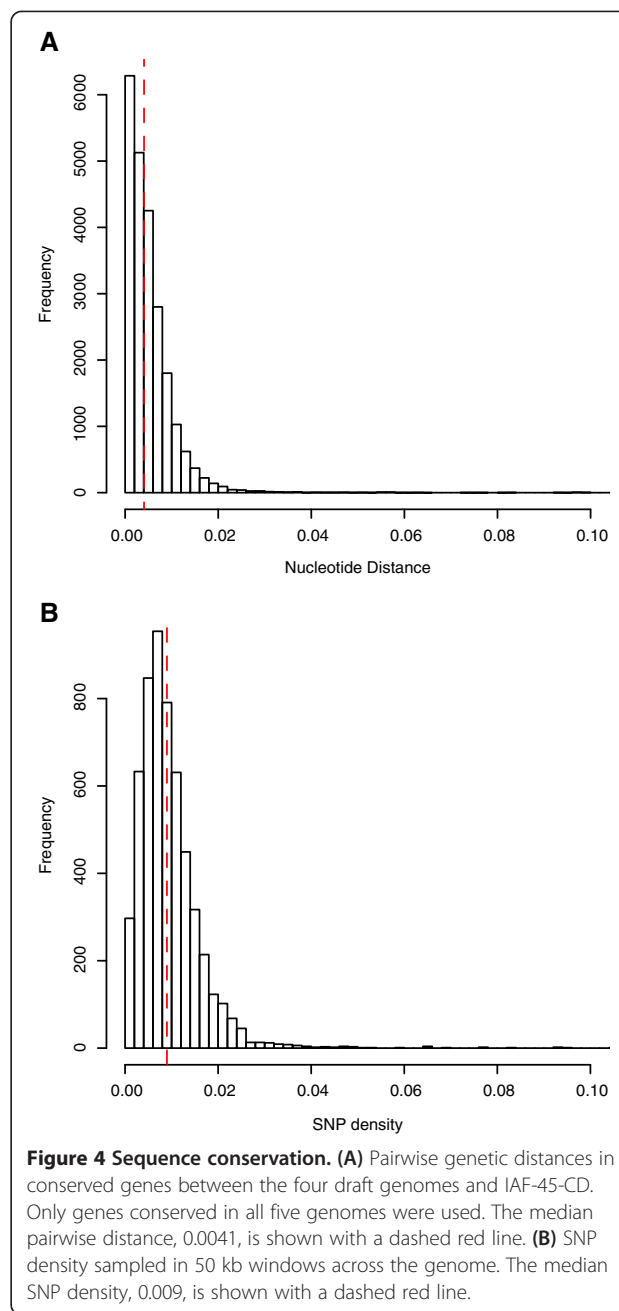 A
6000
5000
4000
3000
2000
1000
0
Frequency
0.00 0.02 0.04 0.06 0.08 0.10
Nucleotide Distance
B
800
600
400
200
0
Frequency
0.00 0.02 0.04 0.06 0.08 0.10
SNP density
Figure 4 Sequence conservation. (A) Pairwise genetic distances in
conserved genes between the four draft genomes and IAF-45-CD.
Only genes conserved in all five genomes were used. The median
pairwise distance, 0.0041, is shown with a dashed red line. (B) SNP
density sampled in 50 kb windows across the genome. The median
SNP density, 0.009, is shown with a dashed red line.